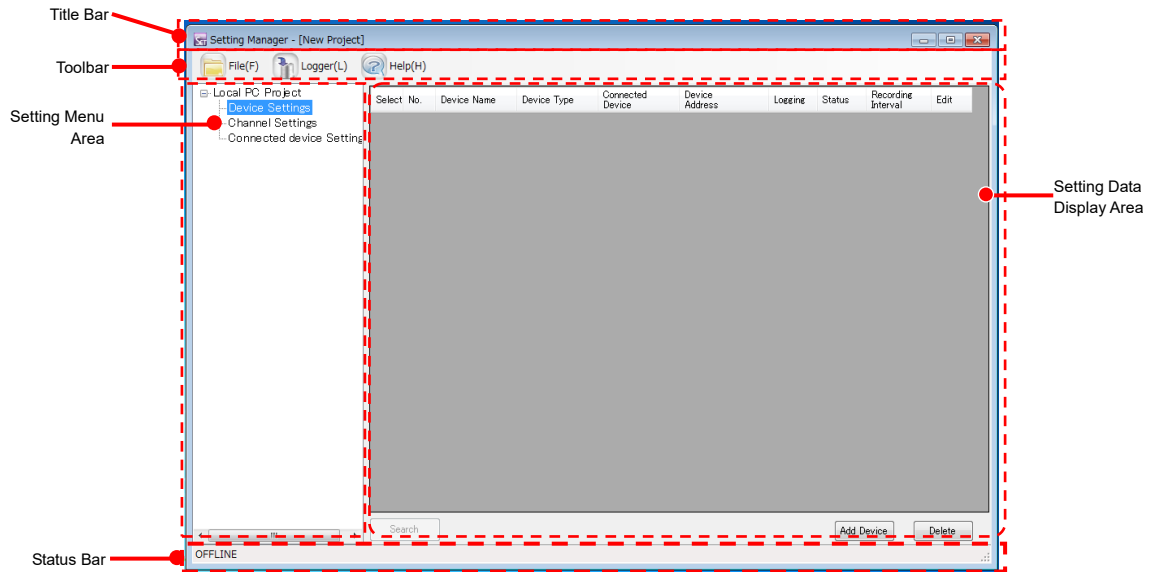 Title Bar
Setting Manager - [New Project]
Toolbar
File(F) Logger(L) Help(H)
Setting Menu
Area
Local PC Project
Device Settings
Channel Settings
Connected device Setting
Select No. Device Name Device Type Connected Device Device Address Logging Status Recording Interval Edit
Setting Data
Display Area
Search Add Device Delete
Status Bar
OFFLINE